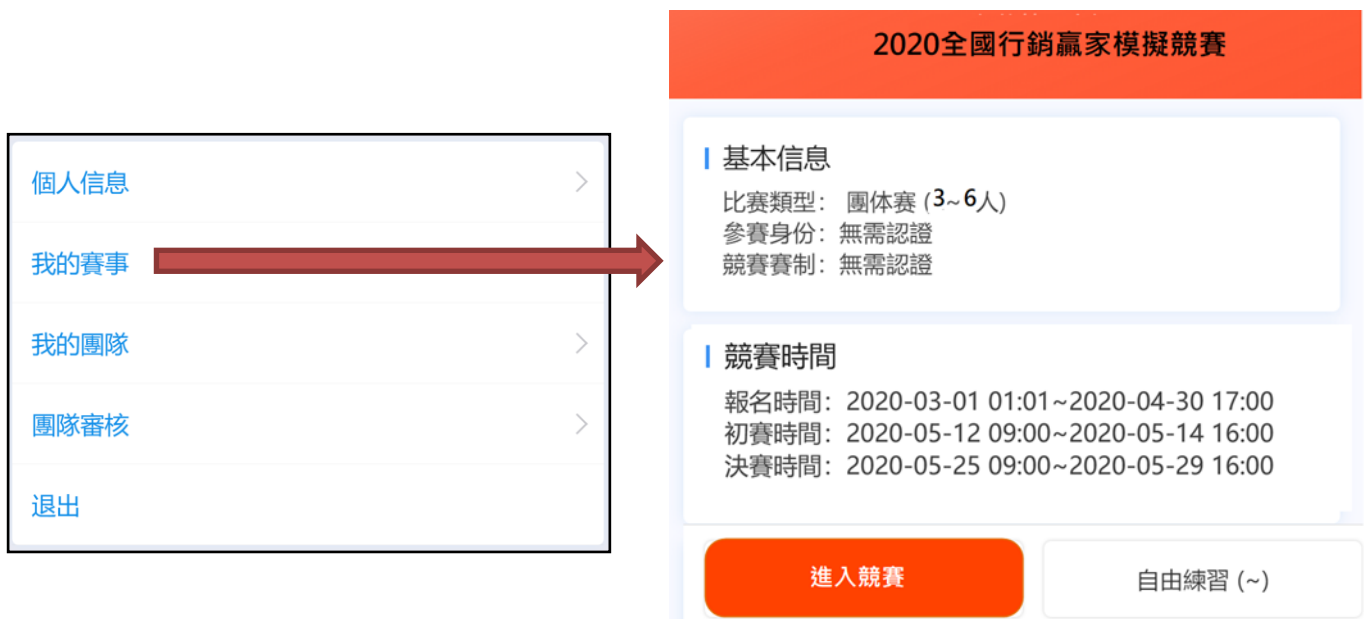 個人信息
我的賽事
我的團隊
團隊審核
退出
2020全國行銷贏家模擬競賽
基本信息
比赛類型： 團体赛 (3~6人)
參賽身份：無需認證
競賽賽制：無需認證
競賽時間
報名時間：2020-03-01 01:01~2020-04-30 17:00
初賽時間：2020-05-12 09:00~2020-05-14 16:00
決賽時間：2020-05-25 09:00~2020-05-29 16:00
進入競賽
自由練習 (~)